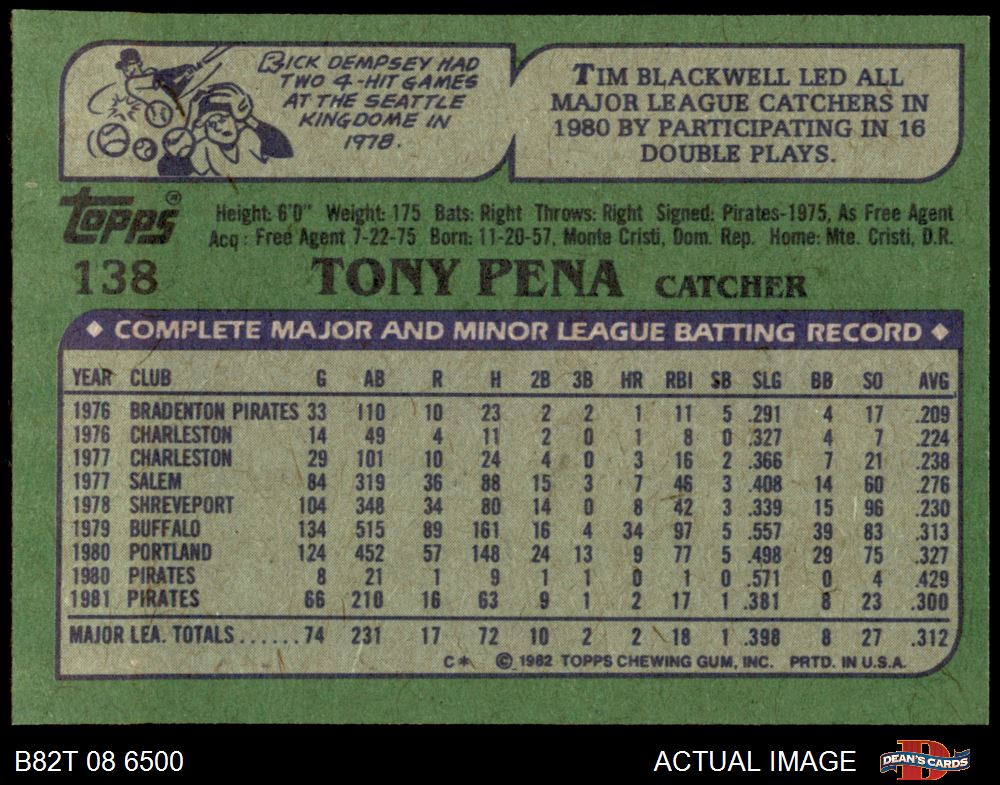 RICK DEMPSEY HAD
TWO 4-HIT GAMES
AT THE SEATTLE
KINGDOME IN
1978.
TIM BLACKWELL LED ALL
MAJOR LEAGUE CATCHERS IN
1980 BY PARTICIPATING IN 16
DOUBLE PLAYS.
topps®
Height: 6'0" Weight: 175 Bats: Right Throws: Right Signed: Pirates-1975, As Free Agent
Acq: Free Agent 7-22-75 Born: 11-20-57, Monte Cristi, Dom. Rep. Home: Mte. Cristi, D.R.
138 TONY PENA CATCHER
♦ COMPLETE MAJOR AND MINOR LEAGUE BATTING RECORD ♦
YEAR CLUB G AB R H 2B 3B HR RBI SB SLG BB SO AVG
1976 BRADENTON PIRATES 33 110 10 23 2 2 1 11 5 .291 4 17 .209
1976 CHARLESTON 14 49 4 11 2 0 1 8 0 .327 4 7 .224
1977 CHARLESTON 29 101 10 24 4 0 3 16 2 .366 7 21 .238
1977 SALEM 84 319 36 88 15 3 7 46 3 .408 14 60 .276
1978 SHREVEPORT 104 348 34 80 14 0 8 42 3 .339 15 96 .230
1979 BUFFALO 134 515 89 161 16 4 34 97 5 .557 39 83 .313
1980 PORTLAND 124 452 57 148 24 13 9 77 5 .498 29 75 .327
1980 PIRATES 8 21 1 9 1 1 0 1 0 .571 0 4 .429
1981 PIRATES 66 210 16 63 9 1 2 17 1 .381 8 23 .300
MAJOR LEA. TOTALS......74 231 17 72 10 2 2 18 1 .398 8 27 .312
C* © 1982 TOPPS CHEWING GUM, INC. PRTD. IN U.S.A.
B82T 08 6500 ACTUAL IMAGE D DEAN'S CARDS